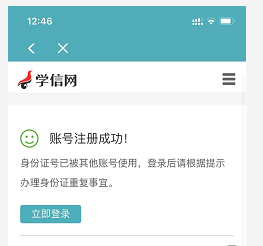 12:46
学信网
账号注册成功！
身份证号已被其他账号使用，登录后请根据提示
办理身份证重复事宜。
立即登录